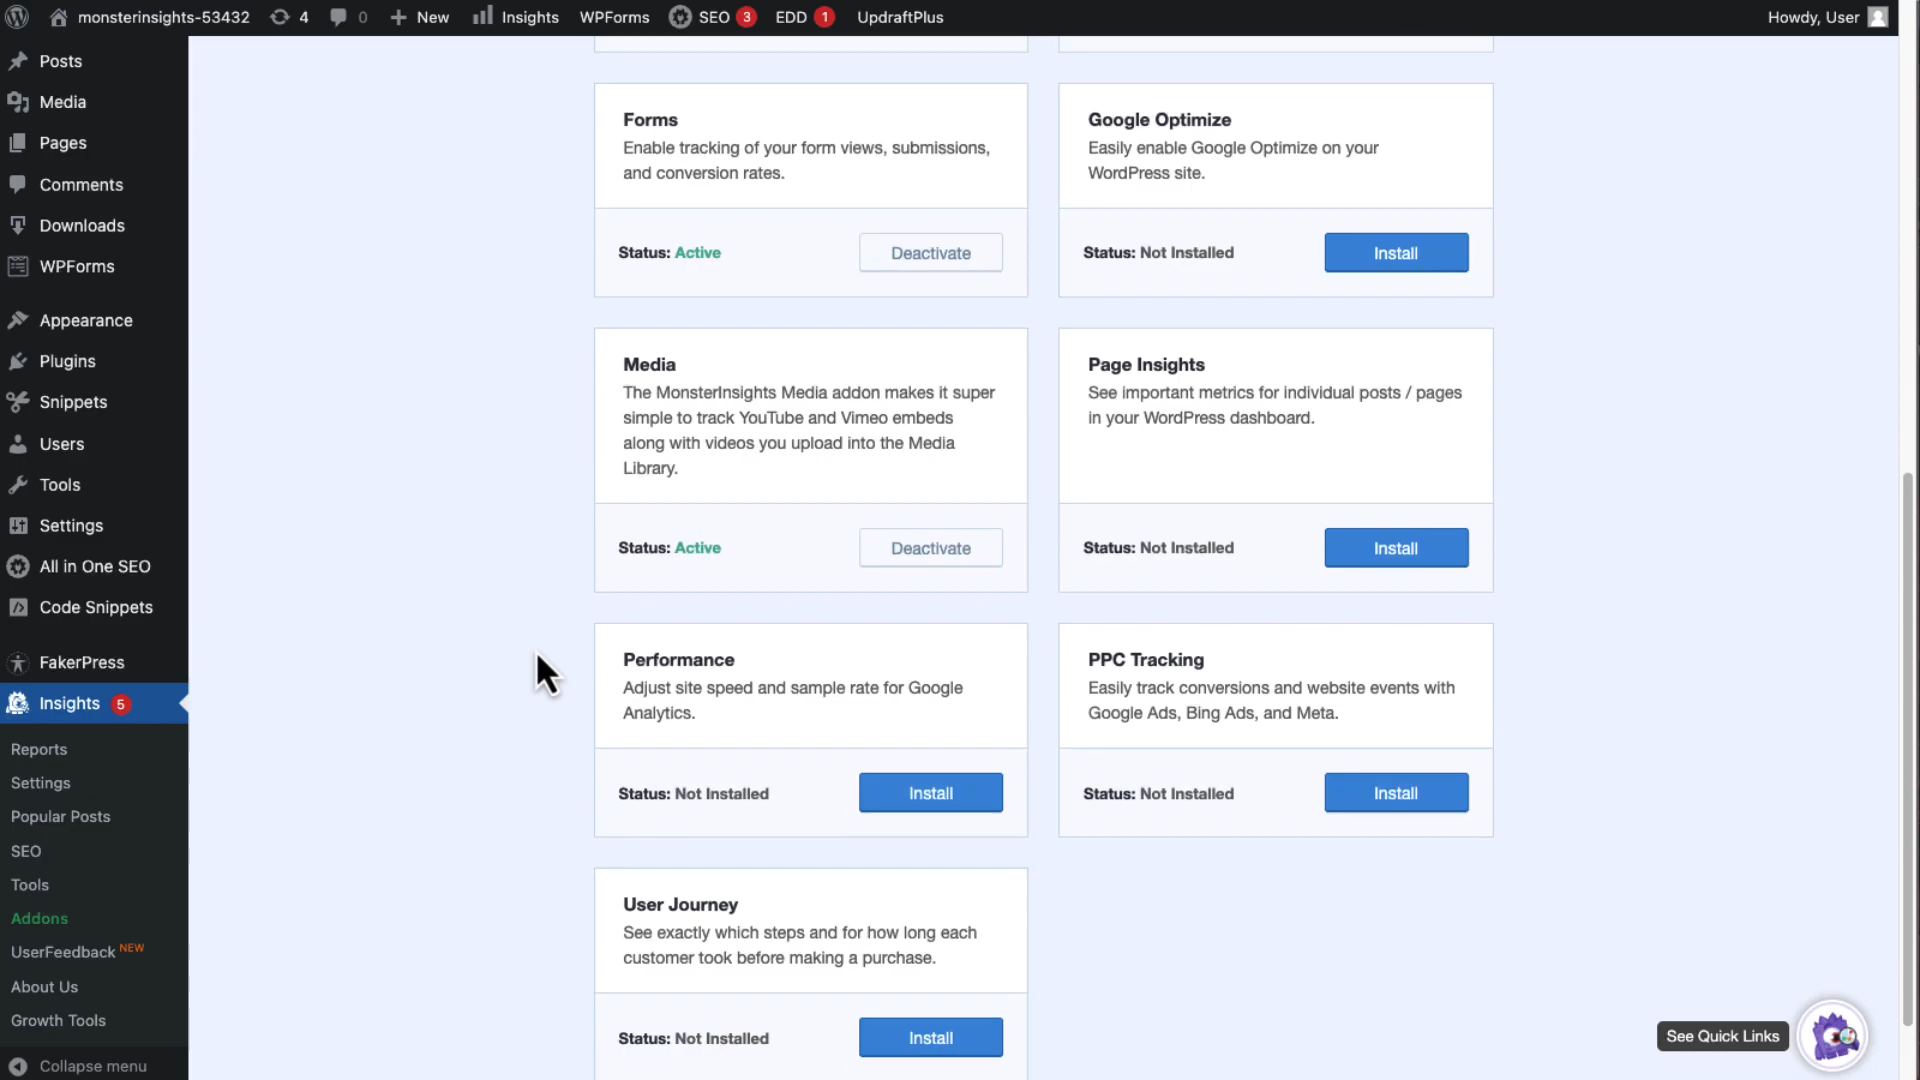 monsterinsights-53432 4 0 New Insights WPForms SEO 3 EDD 1 UpdraftPlus Howdy, User
Posts
Media
Pages
Comments
Downloads
WPForms
Appearance
Plugins
Snippets
Users
Tools
Settings
All in One SEO
Code Snippets
FakerPress
Insights 5
Reports
Settings
Popular Posts
SEO
Tools
Addons
UserFeedback NEW
About Us
Growth Tools
Collapse menu
Forms
Enable tracking of your form views, submissions,
and conversion rates.
Status: Active Deactivate
Google Optimize
Easily enable Google Optimize on your
WordPress site.
Status: Not Installed Install
Media
The MonsterInsights Media addon makes it super
simple to track YouTube and Vimeo embeds
along with videos you upload into the Media
Library.
Status: Active Deactivate
Page Insights
See important metrics for individual posts / pages
in your WordPress dashboard.
Status: Not Installed Install
Performance
Adjust site speed and sample rate for Google
Analytics.
Status: Not Installed Install
PPC Tracking
Easily track conversions and website events with
Google Ads, Bing Ads, and Meta.
Status: Not Installed Install
User Journey
See exactly which steps and for how long each
customer took before making a purchase.
Status: Not Installed Install
See Quick Links